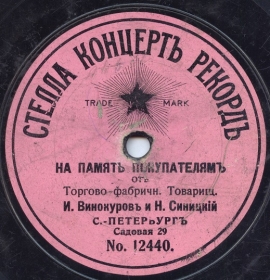 СТЕЛЛА КОНЦЕРТЪ РЕКОРДЪ
TRADE MARK
НА ПАМЯТЬ ПОКУПАТЕЛЯМЪ
отъ
Торгово-фабричн. Товарищ.
И. Винокуровъ и Н. Синицкій
С.-ПЕТЕРБУРГЪ
Садовая 29
No. 12440.